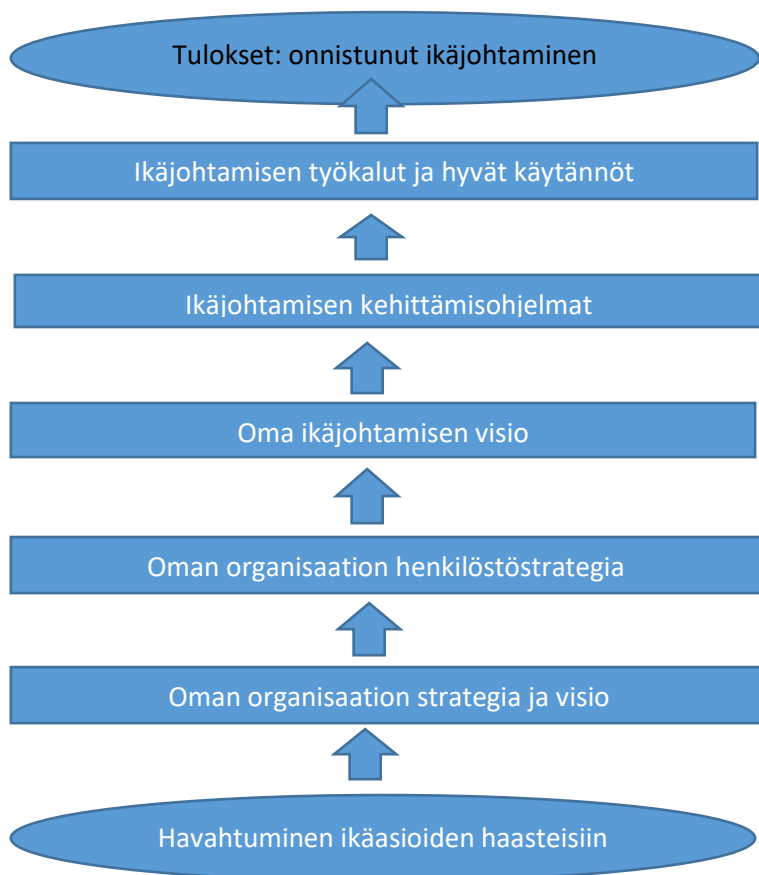 Tulokset: onnistunut ikäjohtaminen
Ikäjohtamisen työkalut ja hyvät käytännöt
Ikäjohtamisen kehittämisohjelmat
Oma ikäjohtamisen visio
Oman organisaation henkilöstöstrategia
Oman organisaation strategia ja visio
Havahtuminen ikäasioiden haasteisiin